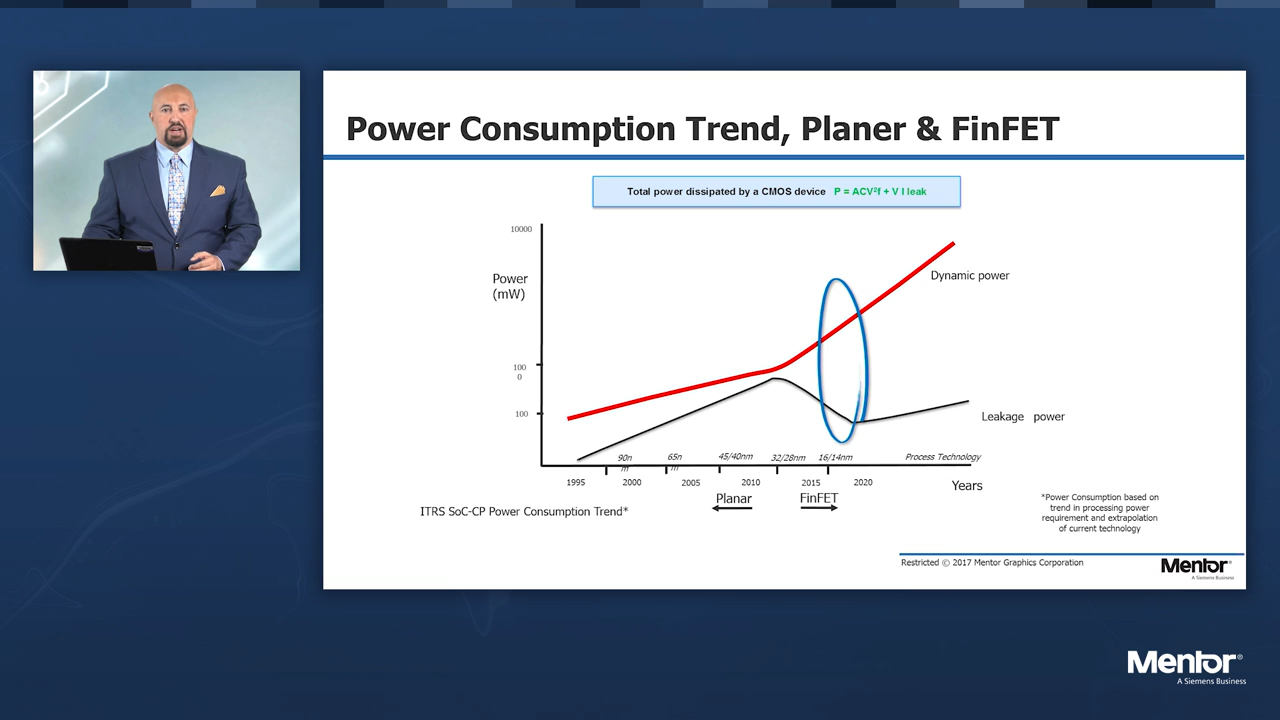 Power Consumption Trend, Planer & FinFET
Total power dissipated by a CMOS device P = ACV²f + V I leak
10000
Power
(mW)
Dynamic power
100
0
100
Leakage power
90n
m
65n
m
45/40nm
32/28nm
16/14nm
Process Technology
1995
2000
2005
2010
2015
2020
Years
Planar
FinFET
ITRS SoC-CP Power Consumption Trend*
*Power Consumption based on
trend in processing power
requirement and extrapolation
of current technology
Restricted © 2017 Mentor Graphics Corporation
Mentor®
A Siemens Business
Mentor®
A Siemens Business